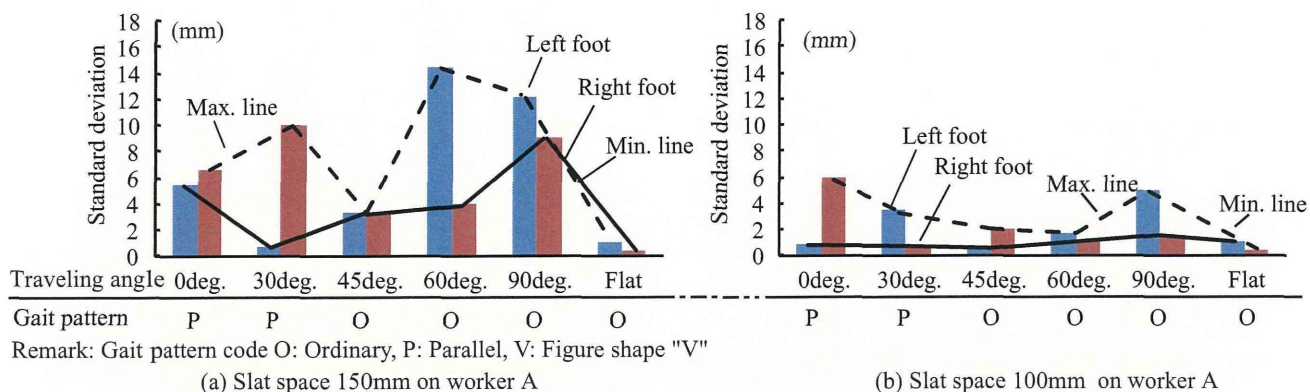 18
16
14
12
10
8
6
4
2
0
Standard deviation
(mm)
Max. line
Left foot
Right foot
Min. line
18
16
14
12
10
8
6
4
2
0
Standard deviation
(mm)
Left foot
Right foot
Max. line
Min. line
Traveling angle 0deg. 30deg. 45deg. 60deg. 90deg. Flat 0deg. 30deg. 45deg. 60deg. 90deg. Flat
Gait pattern P P O O O O P P O O O O
Remark: Gait pattern code O: Ordinary, P: Parallel, V: Figure shape "V"
(a) Slat space 150mm on worker A
(b) Slat space 100mm on worker A